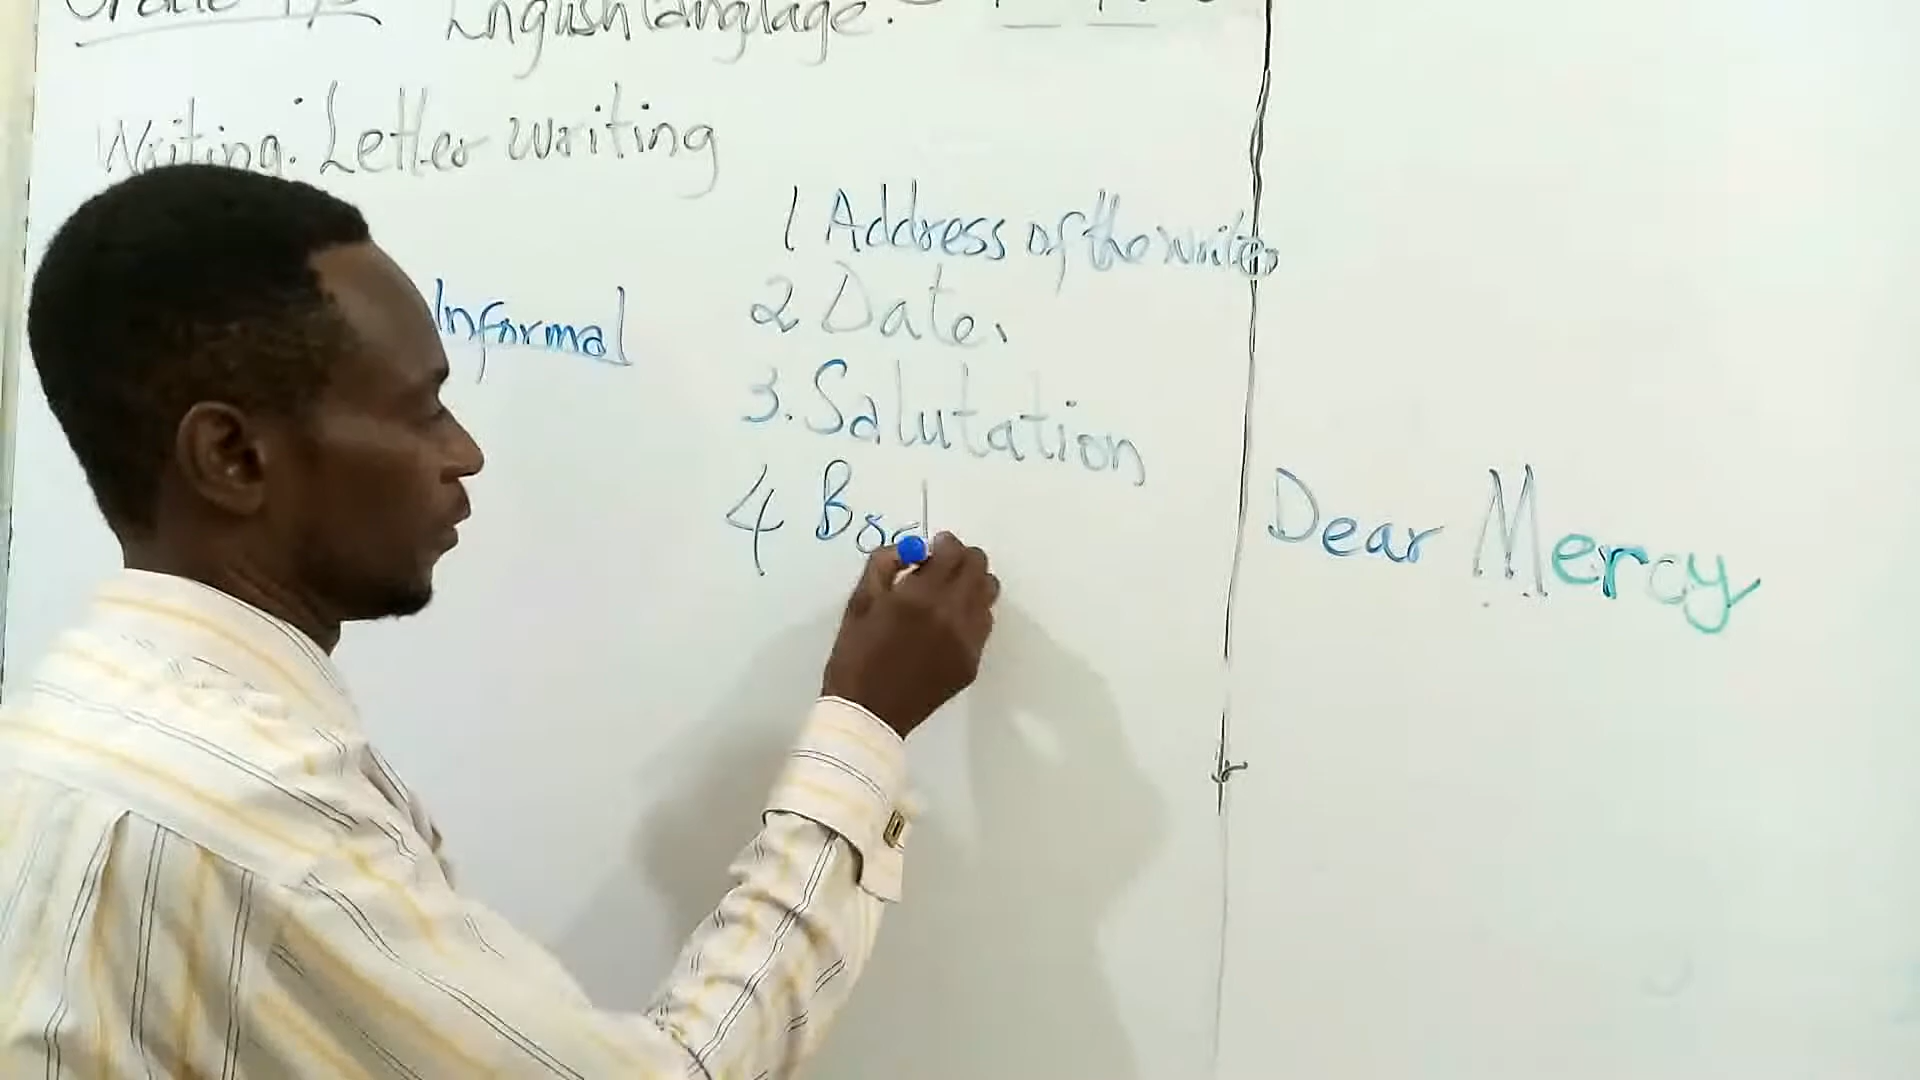 English language.
Writing: Letter writing
Informal
1 Address of the writer
2 Date.
3. Salutation
4 Bod
Dear Mercy